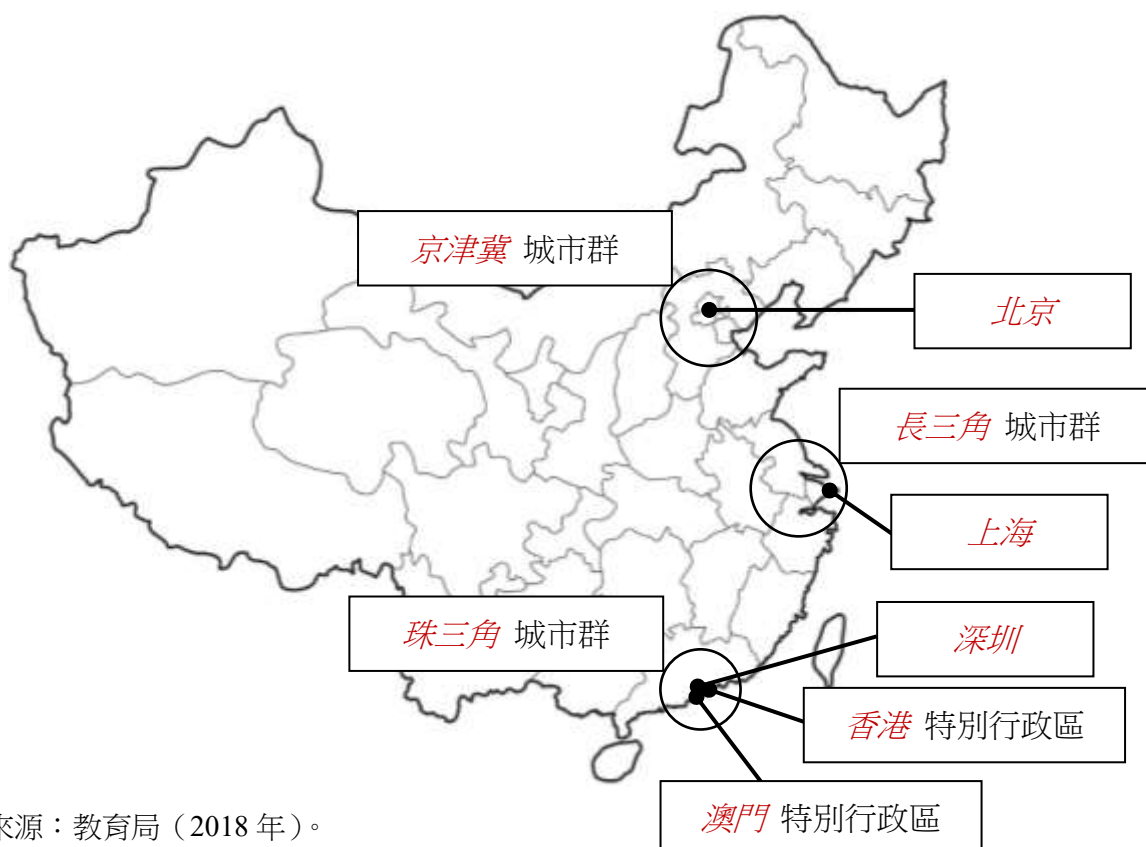 京津冀 城市群
北京
長三角 城市群
上海
珠三角 城市群
深圳
香港 特別行政區
澳門 特別行政區
來源：教育局（2018 年）。